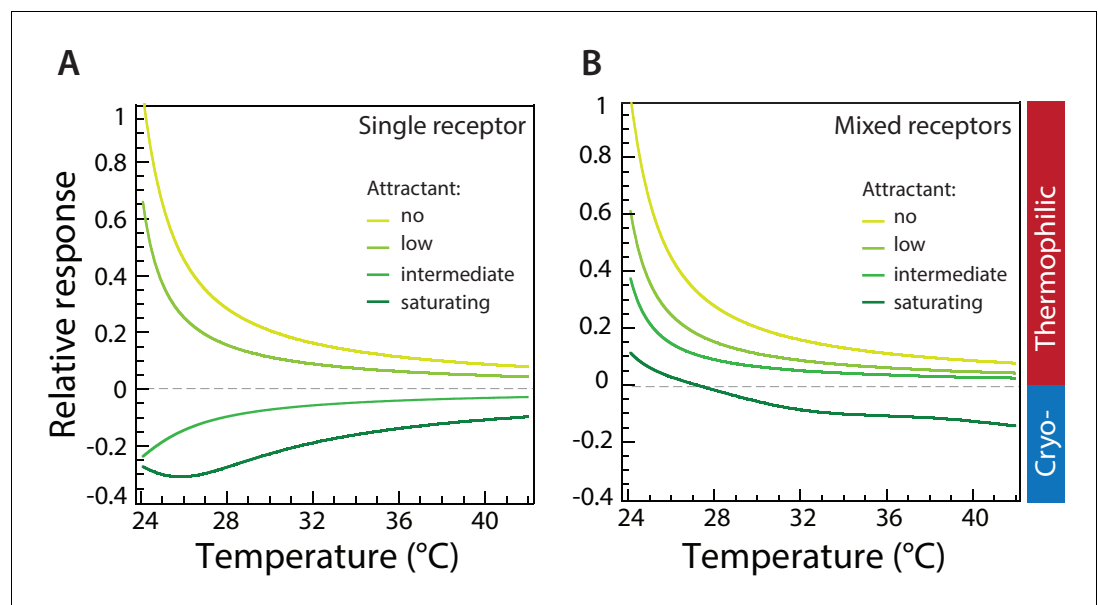 A
Single receptor
Attractant:
no
low
intermediate
saturating
1
0.8
0.6
0.4
0.2
0
-0.2
-0.4
24
28
32
36
40
Relative response
Temperature (°C)
B
Mixed receptors
Attractant:
no
low
intermediate
saturating
1
0.8
0.6
0.4
0.2
0
-0.2
-0.4
24
28
32
36
40
Temperature (°C)
Thermophilic
Cryo-